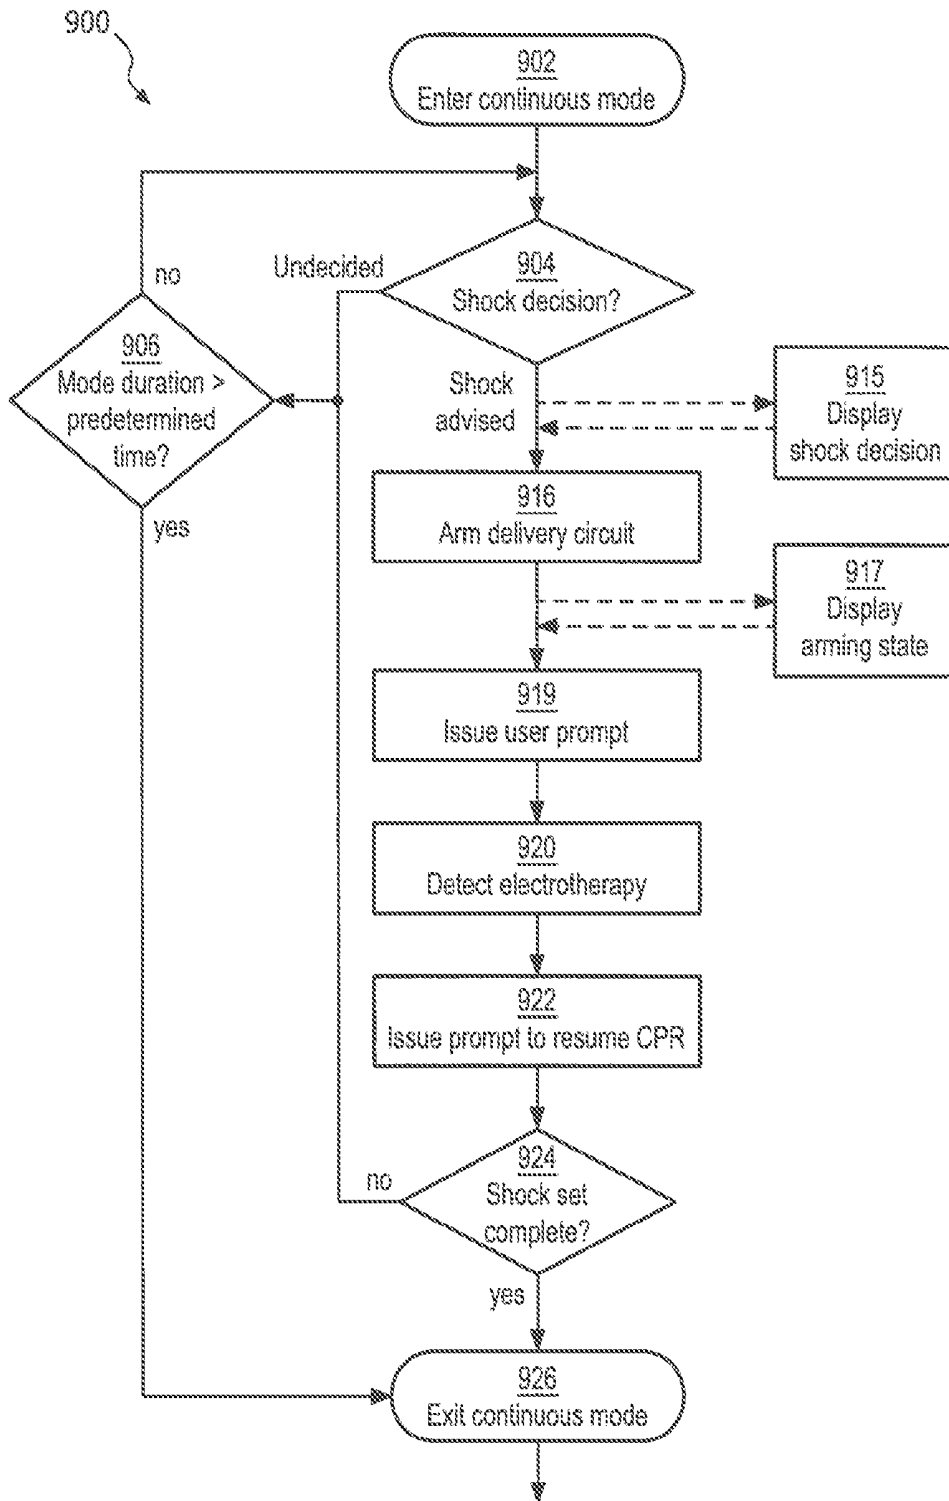 900
902
Enter continuous mode
Undecided
904
Shock decision?
no
906
Mode duration >
predetermined
time?
yes
Shock
advised
915
Display
shock decision
916
Arm delivery circuit
917
Display
arming state
919
Issue user prompt
920
Detect electrotherapy
922
Issue prompt to resume CPR
no
924
Shock set
complete?
yes
926
Exit continuous mode